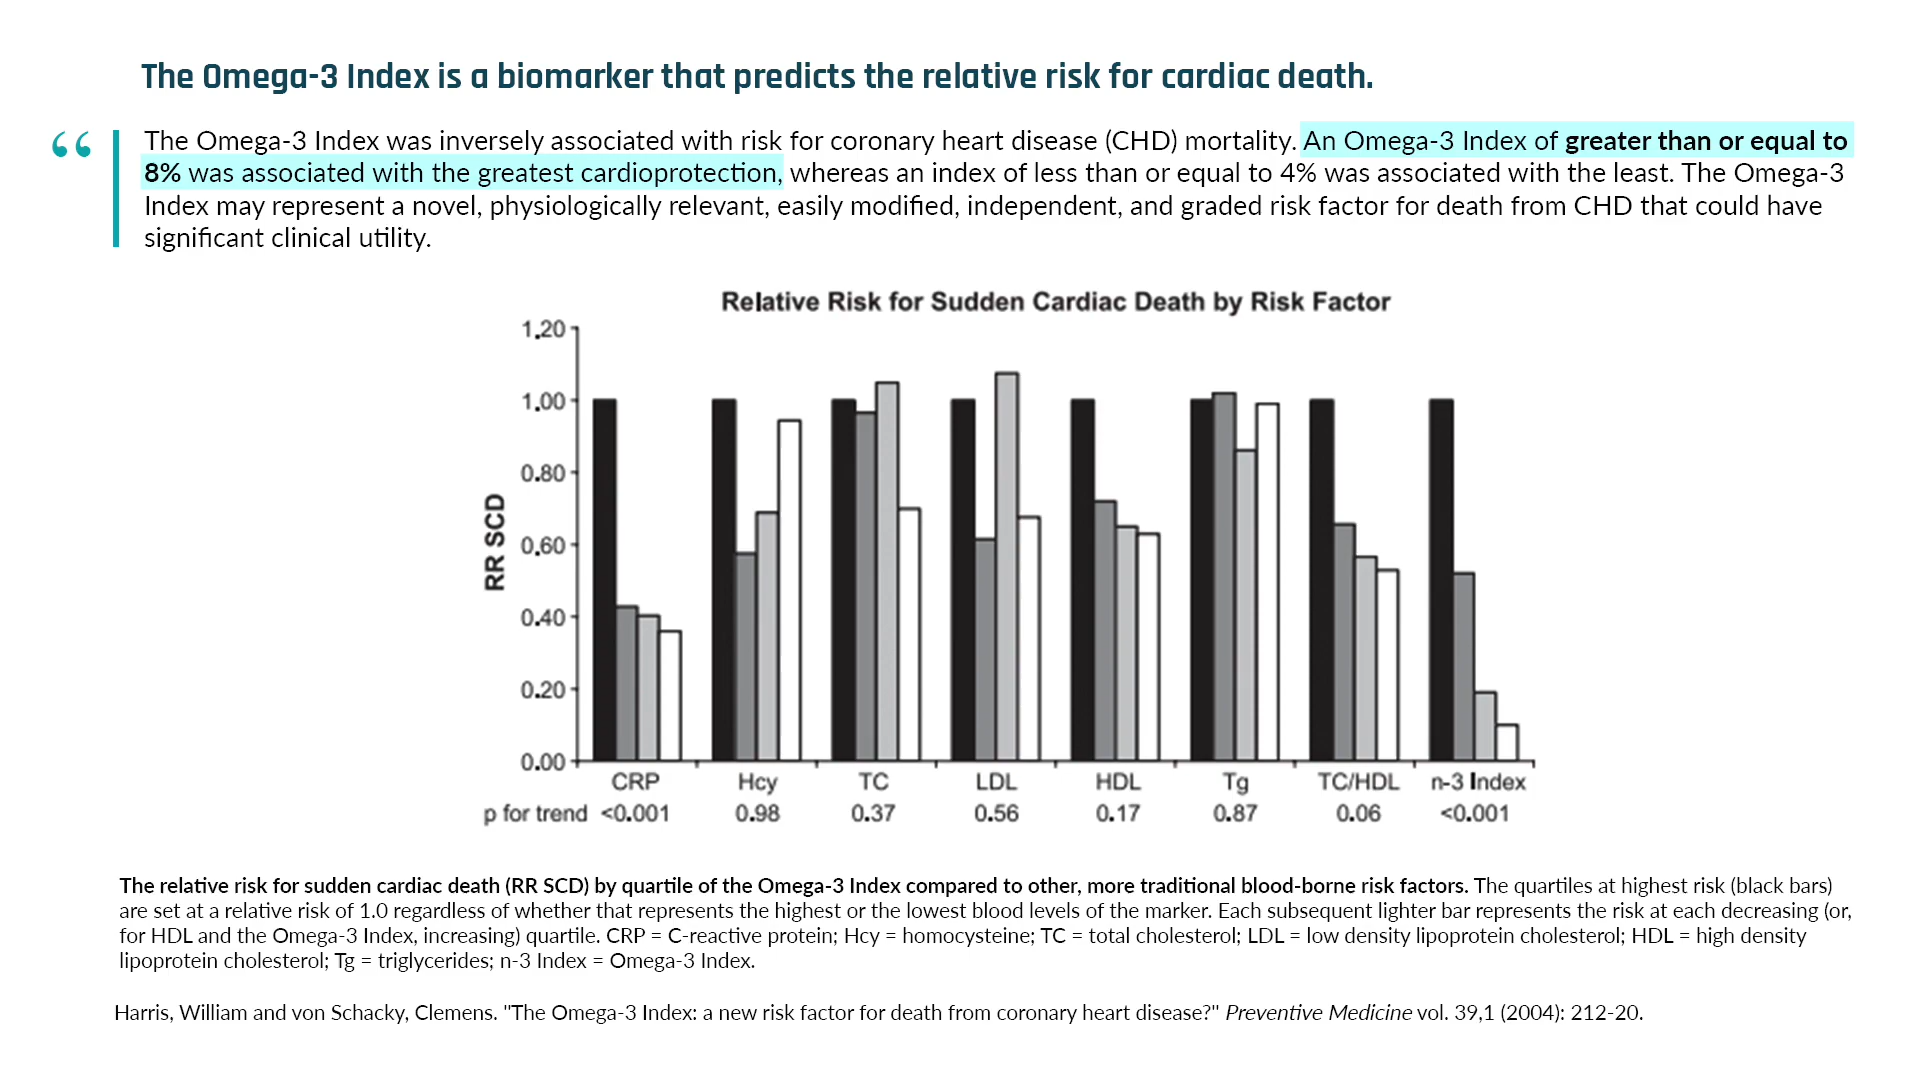 The Omega-3 Index is a biomarker that predicts the relative risk for cardiac death.
“
The Omega-3 Index was inversely associated with risk for coronary heart disease (CHD) mortality. An Omega-3 Index of greater than or equal to
8% was associated with the greatest cardioprotection, whereas an index of less than or equal to 4% was associated with the least. The Omega-3
Index may represent a novel, physiologically relevant, easily modified, independent, and graded risk factor for death from CHD that could have
significant clinical utility.
Relative Risk for Sudden Cardiac Death by Risk Factor
RR SCD
1.20
1.00
0.80
0.60
0.40
0.20
0.00
CRP Hcy TC LDL HDL Tg TC/HDL n-3 Index
p for trend <0.001 0.98 0.37 0.56 0.17 0.87 0.06 <0.001
The relative risk for sudden cardiac death (RR SCD) by quartile of the Omega-3 Index compared to other, more traditional blood-borne risk factors. The quartiles at highest risk (black bars)
are set at a relative risk of 1.0 regardless of whether that represents the highest or the lowest blood levels of the marker. Each subsequent lighter bar represents the risk at each decreasing (or,
for HDL and the Omega-3 Index, increasing) quartile. CRP = C-reactive protein; Hcy = homocysteine; TC = total cholesterol; LDL = low density lipoprotein cholesterol; HDL = high density
lipoprotein cholesterol; Tg = triglycerides; n-3 Index = Omega-3 Index.
Harris, William and von Schacky, Clemens. "The Omega-3 Index: a new risk factor for death from coronary heart disease?" Preventive Medicine vol. 39,1 (2004): 212-20.